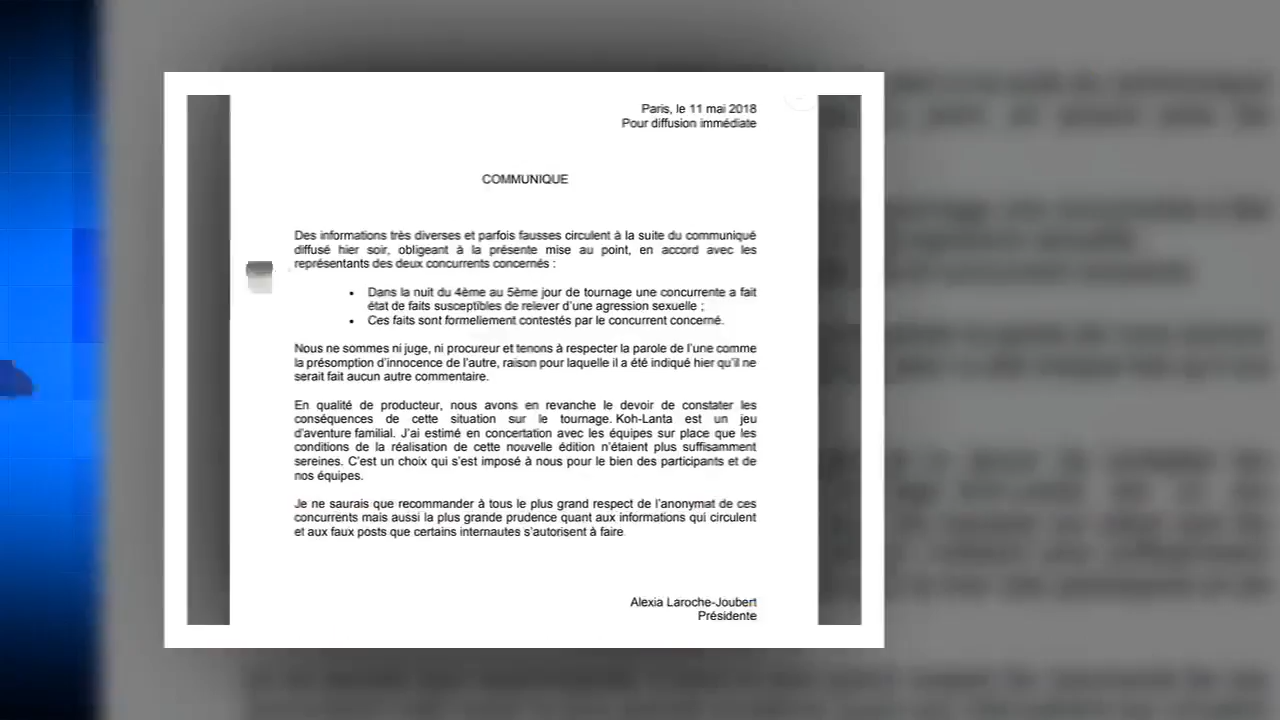 Paris, le 11 mai 2018
Pour diffusion immédiate
COMMUNIQUE
Des informations très diverses et parfois fausses circulent à la suite du communiqué
diffusé hier soir, obligeant à la présente mise au point, en accord avec les
représentants des deux concurrents concernés :
• Dans la nuit du 4ème au 5ème jour de tournage une concurrente a fait
état de faits susceptibles de relever d'une agression sexuelle ;
• Ces faits sont formellement contestés par le concurrent concerné.
Nous ne sommes ni juge, ni procureur et tenons à respecter la parole de l'une comme
la présomption d'innocence de l'autre, raison pour laquelle il a été indiqué hier qu'il ne
serait fait aucun autre commentaire.
En qualité de producteur, nous avons en revanche le devoir de constater les
conséquences de cette situation sur le tournage. Koh-Lanta est un jeu
d'aventure familial. J'ai estimé en concertation avec les équipes sur place que les
conditions de la réalisation de cette nouvelle édition n'étaient plus suffisamment
sereines. C'est un choix qui s'est imposé à nous pour le bien des participants et de
nos équipes.
Je ne saurais que recommander à tous le plus grand respect de l'anonymat de ces
concurrents mais aussi la plus grande prudence quant aux informations qui circulent
et aux faux posts que certains internautes s'autorisent à faire.
Alexia Laroche-Joubert
Présidente